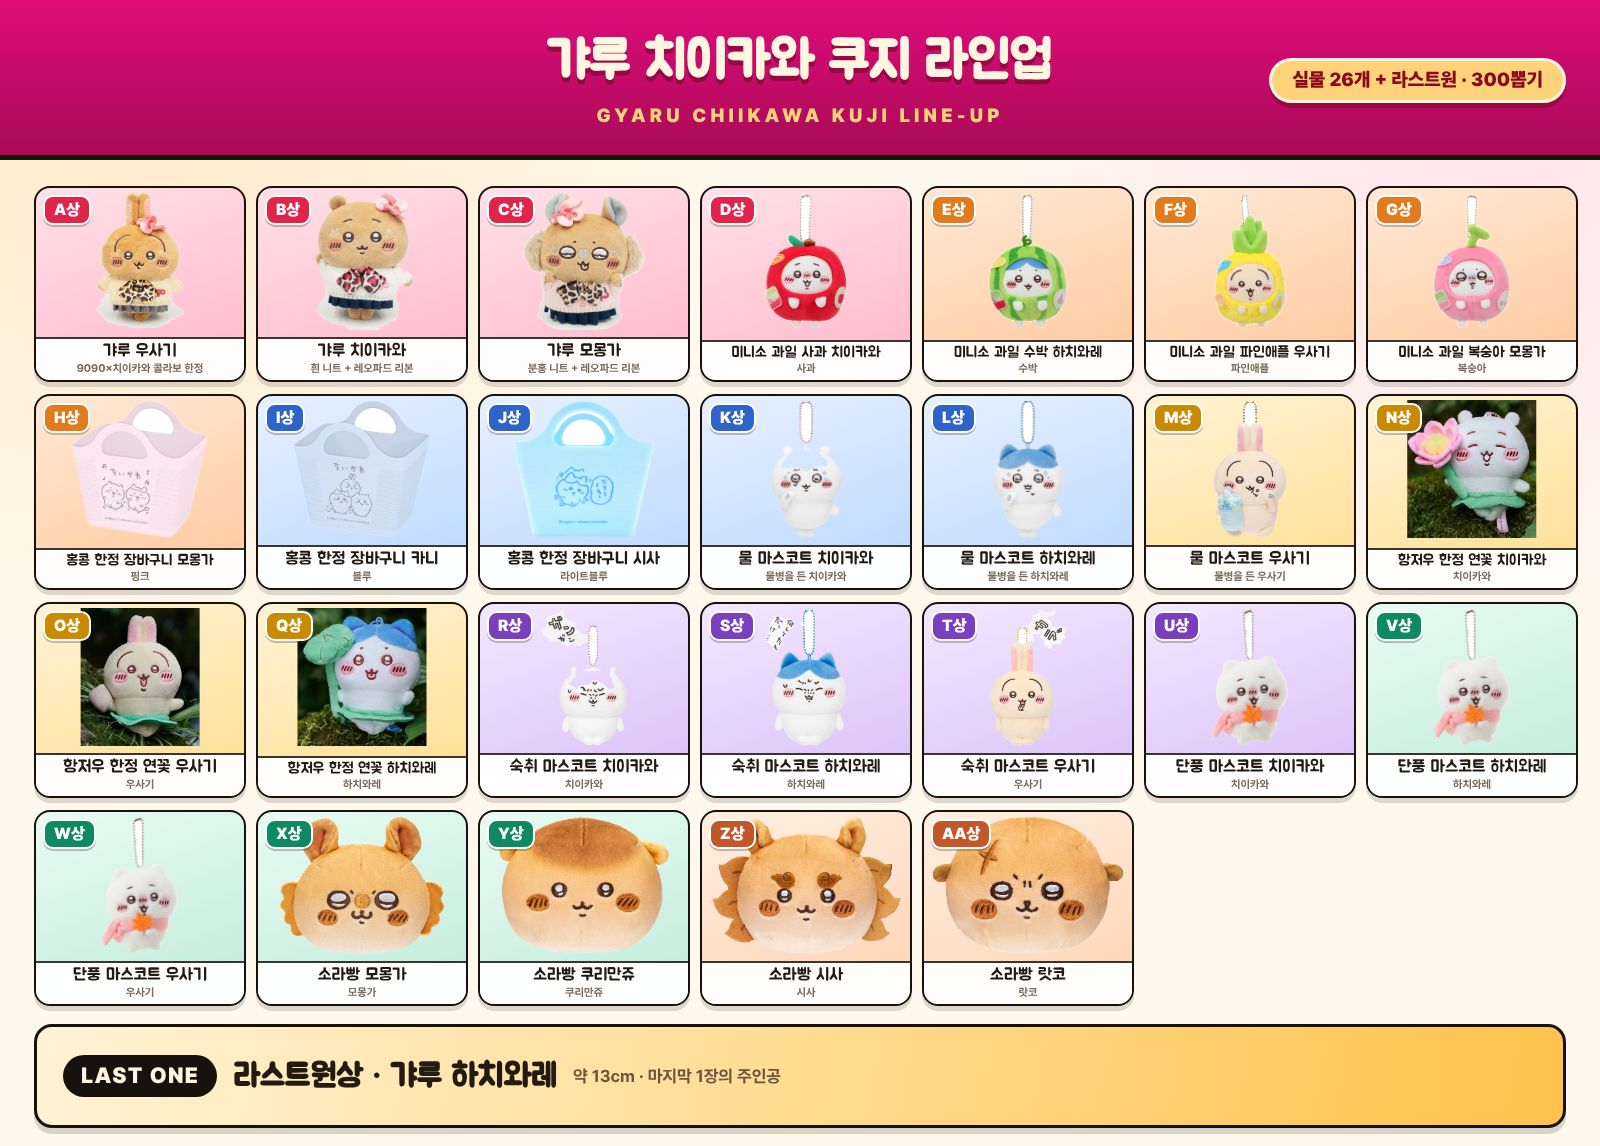 갸루 치이카와 쿠지 라인업
GYARU CHIIKAWA KUJI LINE-UP
실물 26개 + 라스트원 · 300뽑기
A상
갸루 우사기
9090×치이카와 콜라보 한정
B상
갸루 치이카와
흰 니트 + 레오파드 리본
C상
갸루 모몽가
분홍 니트 + 레오파드 리본
D상
미니소 과일 사과 치이카와
사과
E상
미니소 과일 수박 하치와레
수박
F상
미니소 과일 파인애플 우사기
파인애플
G상
미니소 과일 복숭아 모몽가
복숭아
H상
ちいかわ
홍콩 한정 장바구니 모몽가
핑크
I상
ちいかわ
홍콩 한정 장바구니 카니
블루
J상
홍콩 한정 장바구니 시사
라이트블루
K상
물 마스코트 치이카와
물병을 든 치이카와
L상
물 마스코트 하치와레
물병을 든 하치와레
M상
물 마스코트 우사기
물병을 든 우사기
N상
항저우 한정 연꽃 치이카와
치이카와
O상
항저우 한정 연꽃 우사기
우사기
Q상
항저우 한정 연꽃 하치와레
하치와레
R상
숙취 마스코트 치이카와
치이카와
S상
숙취 마스코트 하치와레
하치와레
T상
숙취 마스코트 우사기
우사기
U상
단풍 마스코트 치이카와
치이카와
V상
단풍 마스코트 하치와레
하치와레
W상
단풍 마스코트 우사기
우사기
X상
소라빵 모몽가
모몽가
Y상
소라빵 쿠리만쥬
쿠리만쥬
Z상
소라빵 시사
시사
AA상
소라빵 랏코
랏코
LAST ONE
라스트원상 · 갸루 하치와레
약 13cm · 마지막 1장의 주인공